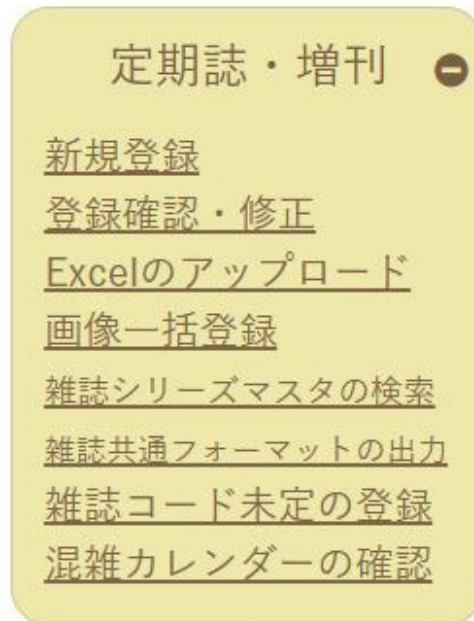 定期誌・増刊
新規登録
登録確認・修正
Excelのアップロード
画像一括登録
雑誌シリーズマスタの検索
雑誌共通フォーマットの出力
雑誌コード未定の登録
混雑カレンダーの確認